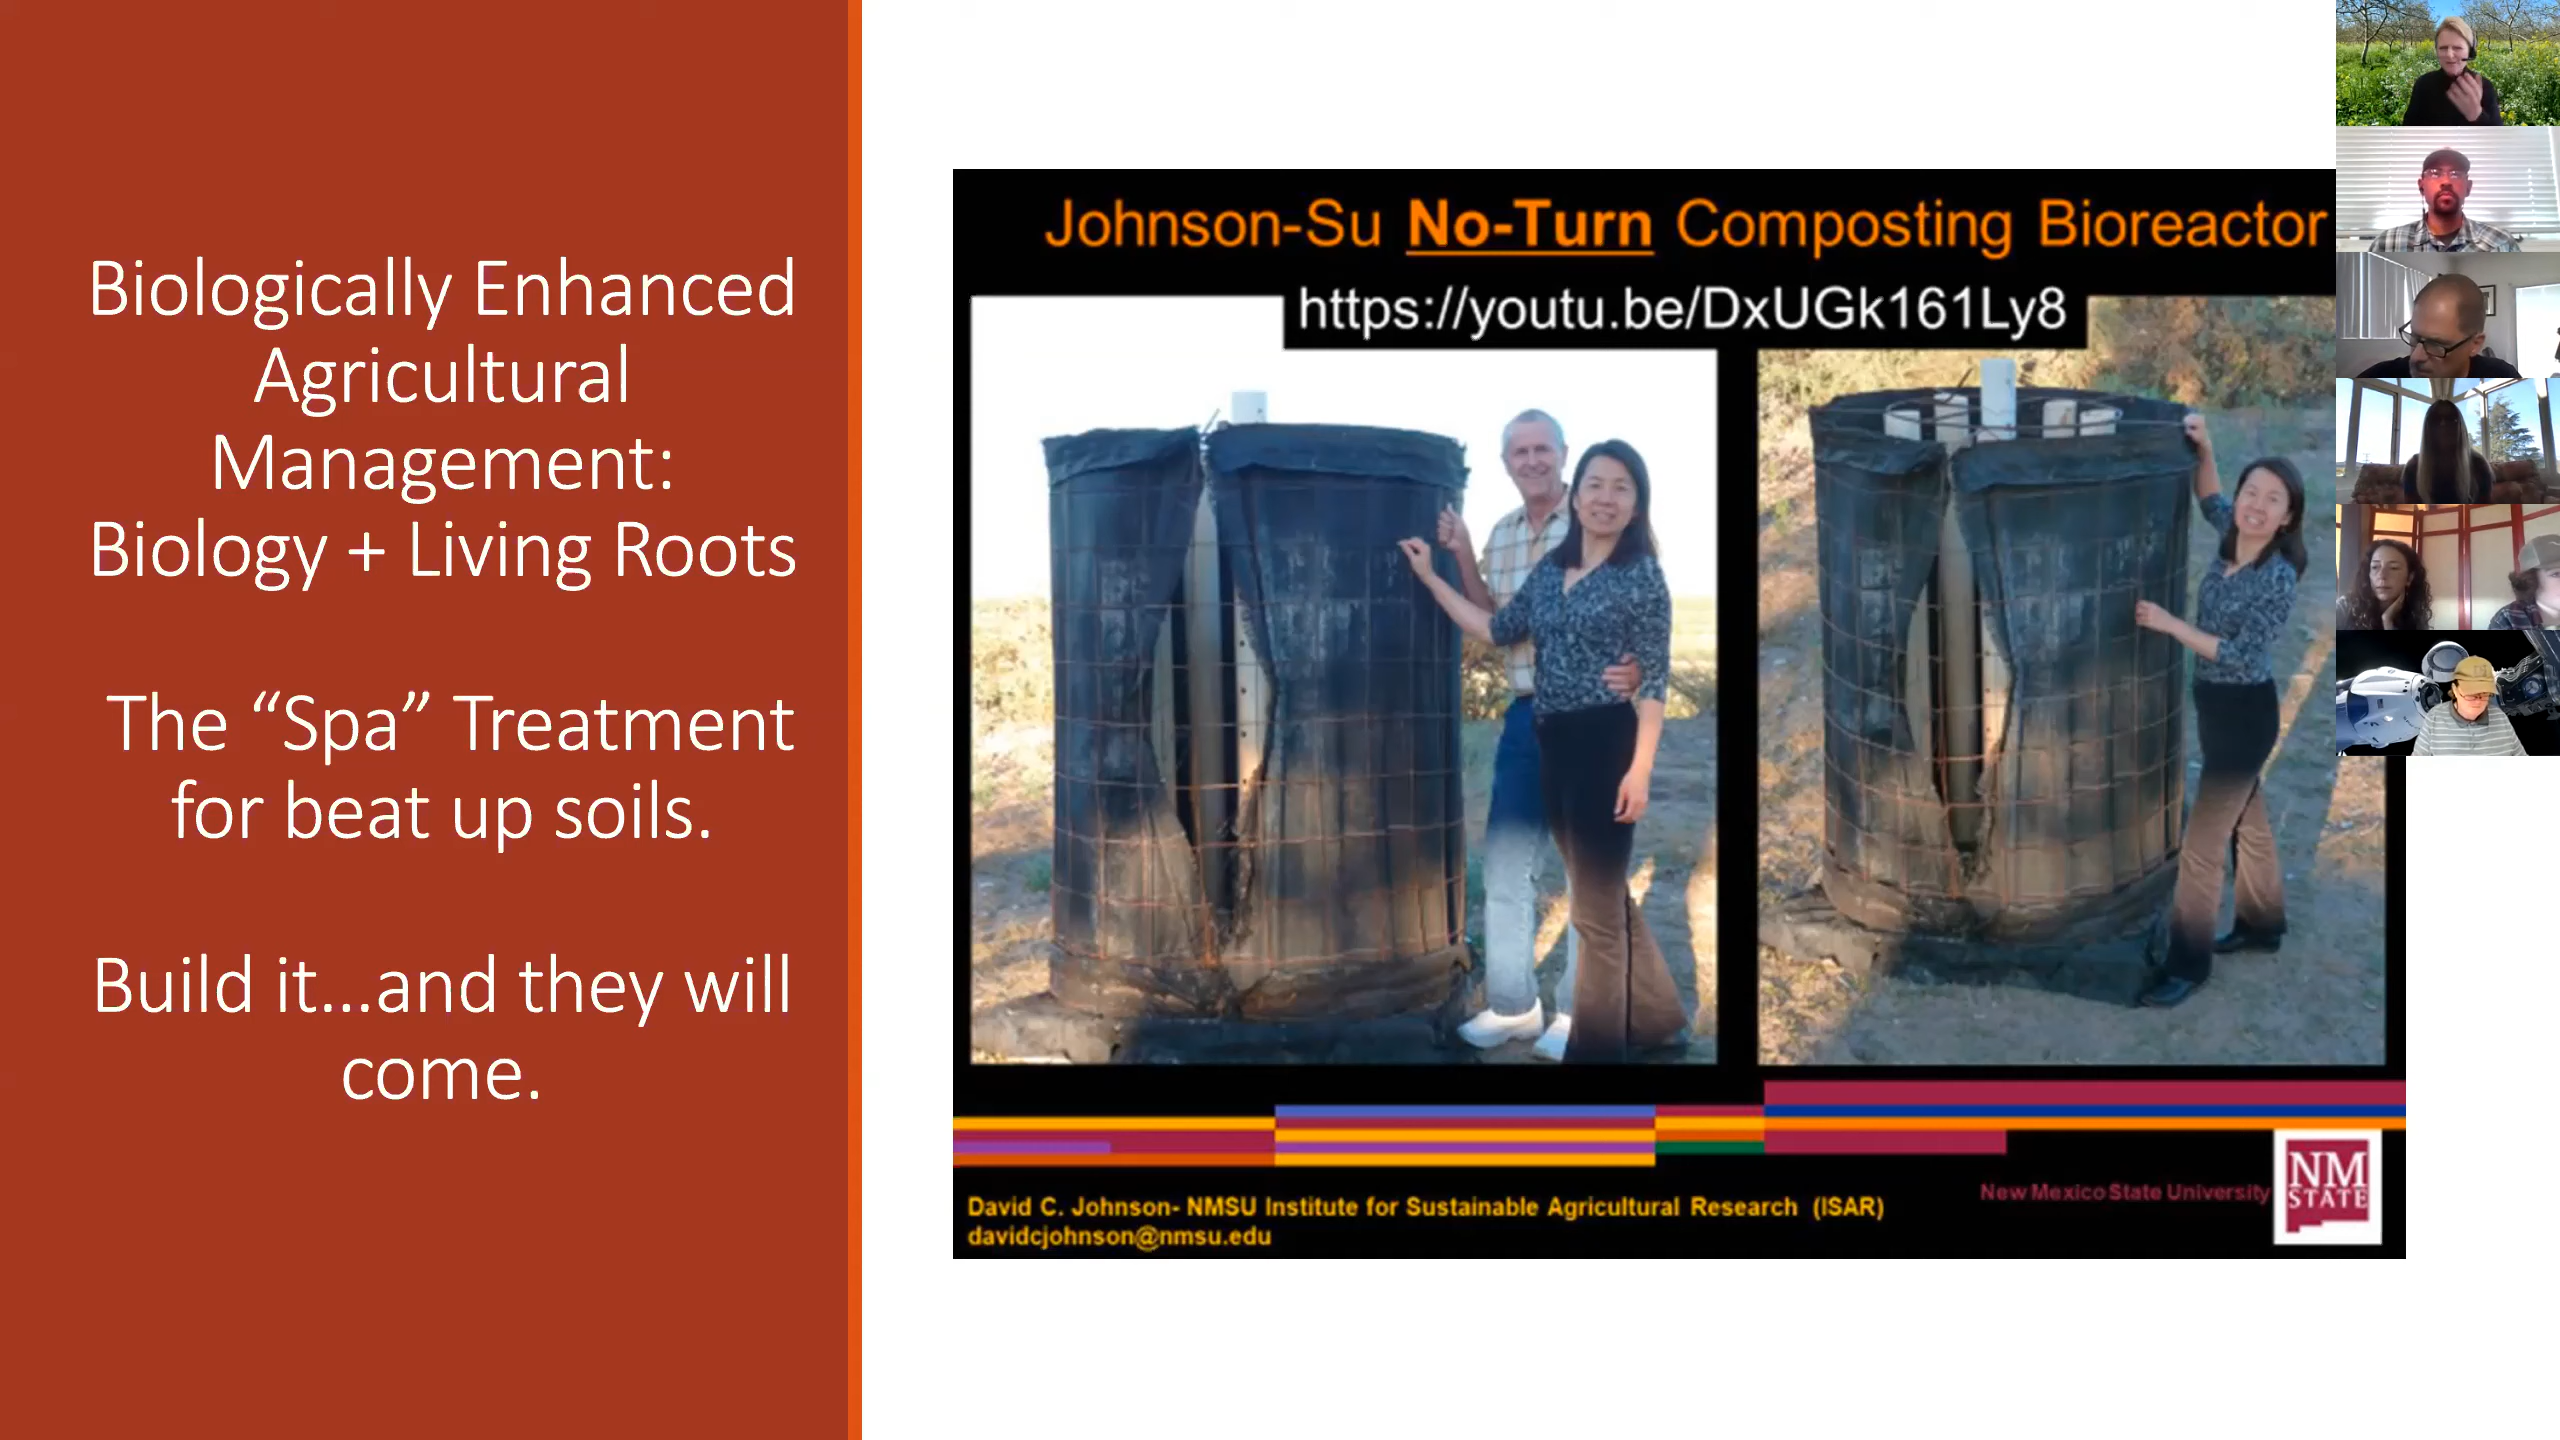 Biologically Enhanced
Agricultural
Management:
Biology + Living Roots
The “Spa” Treatment
for beat up soils.
Build it...and they will
come.
Johnson-Su No-Turn Composting Bioreactor
https://youtu.be/DxUGk161Ly8
David C. Johnson- NMSU Institute for Sustainable Agricultural Research (ISAR)
davidcjohnson@nmsu.edu
New Mexico State University
NM
STATE